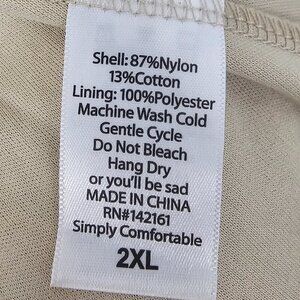 Shell: 87%Nylon
13%Cotton
Lining: 100%Polyester
Machine Wash Cold
Gentle Cycle
Do Not Bleach
Hang Dry
or you'll be sad
MADE IN CHINA
RN#142161
Simply Comfortable
2XL